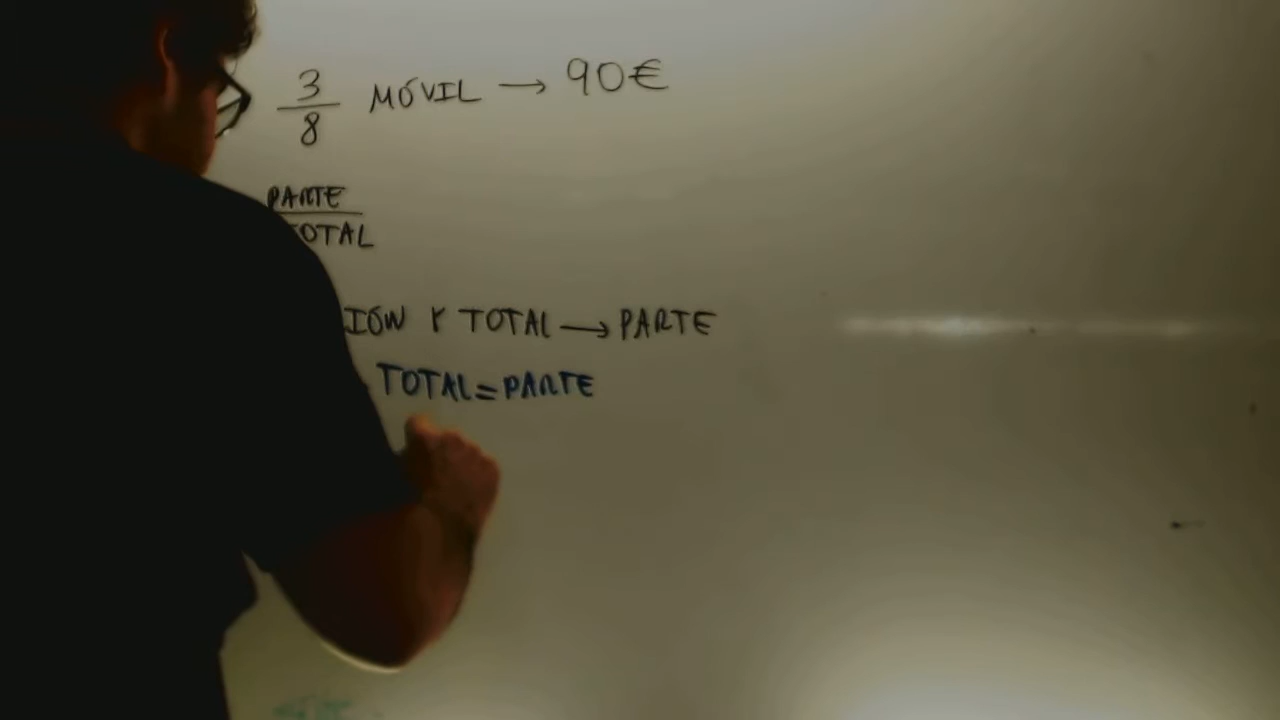 3/8 MÓVIL → 90€
PARTE
TOTAL
Y TOTAL → PARTE
TOTAL = PARTE